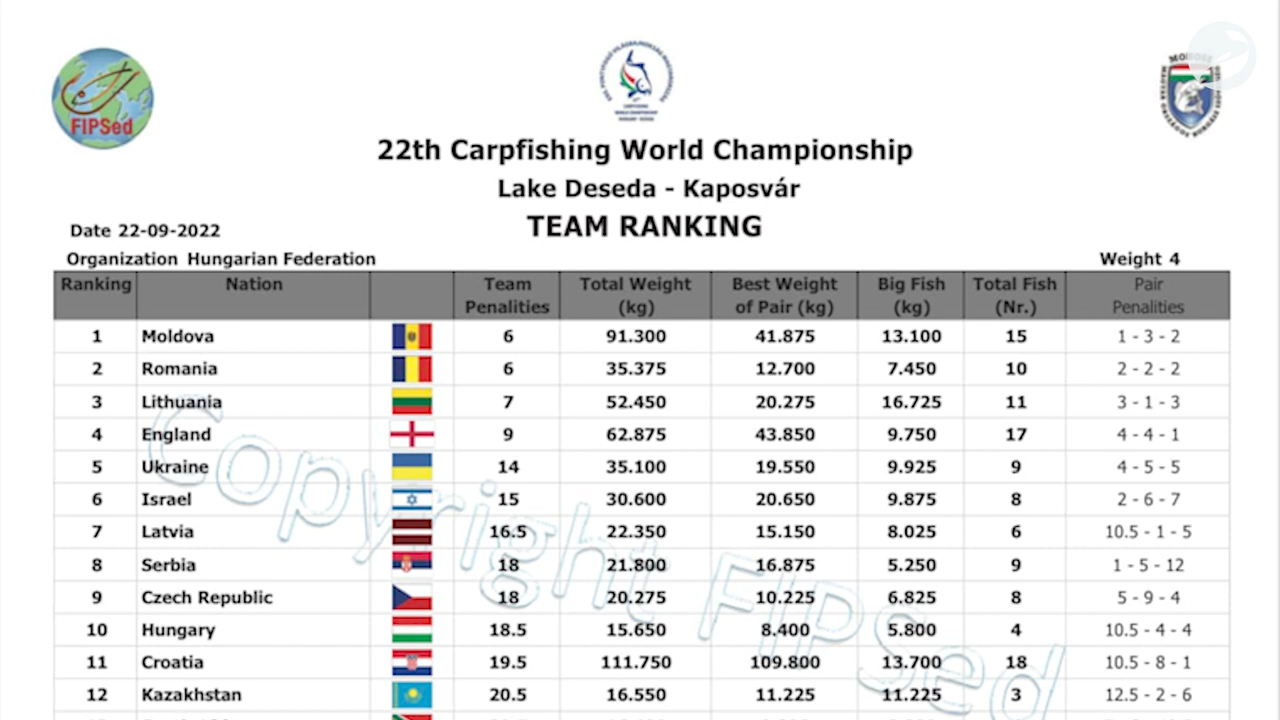 FIPSed
22th Carpfishing World Championship
Lake Deseda - Kaposvár
TEAM RANKING
Date 22-09-2022
Organization Hungarian Federation
Weight 4
Ranking Nation Team Penalities Total Weight (kg) Best Weight of Pair (kg) Big Fish (kg) Total Fish (Nr.) Pair Penalities
1 Moldova 6 91.300 41.875 13.100 15 1 - 3 - 2
2 Romania 6 35.375 12.700 7.450 10 2 - 2 - 2
3 Lithuania 7 52.450 20.275 16.725 11 3 - 1 - 3
4 England 9 62.875 43.850 9.750 17 4 - 4 - 1
5 Ukraine 14 35.100 19.550 9.925 9 4 - 5 - 5
6 Israel 15 30.600 20.650 9.875 8 2 - 6 - 7
7 Latvia 16.5 22.350 15.150 8.025 6 10.5 - 1 - 5
8 Serbia 18 21.800 16.875 5.250 9 1 - 5 - 12
9 Czech Republic 18 20.275 10.225 6.825 8 5 - 9 - 4
10 Hungary 18.5 15.650 8.400 5.800 4 10.5 - 4 - 4
11 Croatia 19.5 111.750 109.800 13.700 18 10.5 - 8 - 1
12 Kazakhstan 20.5 16.550 11.225 11.225 3 12.5 - 2 - 6
Copyright FIPSed